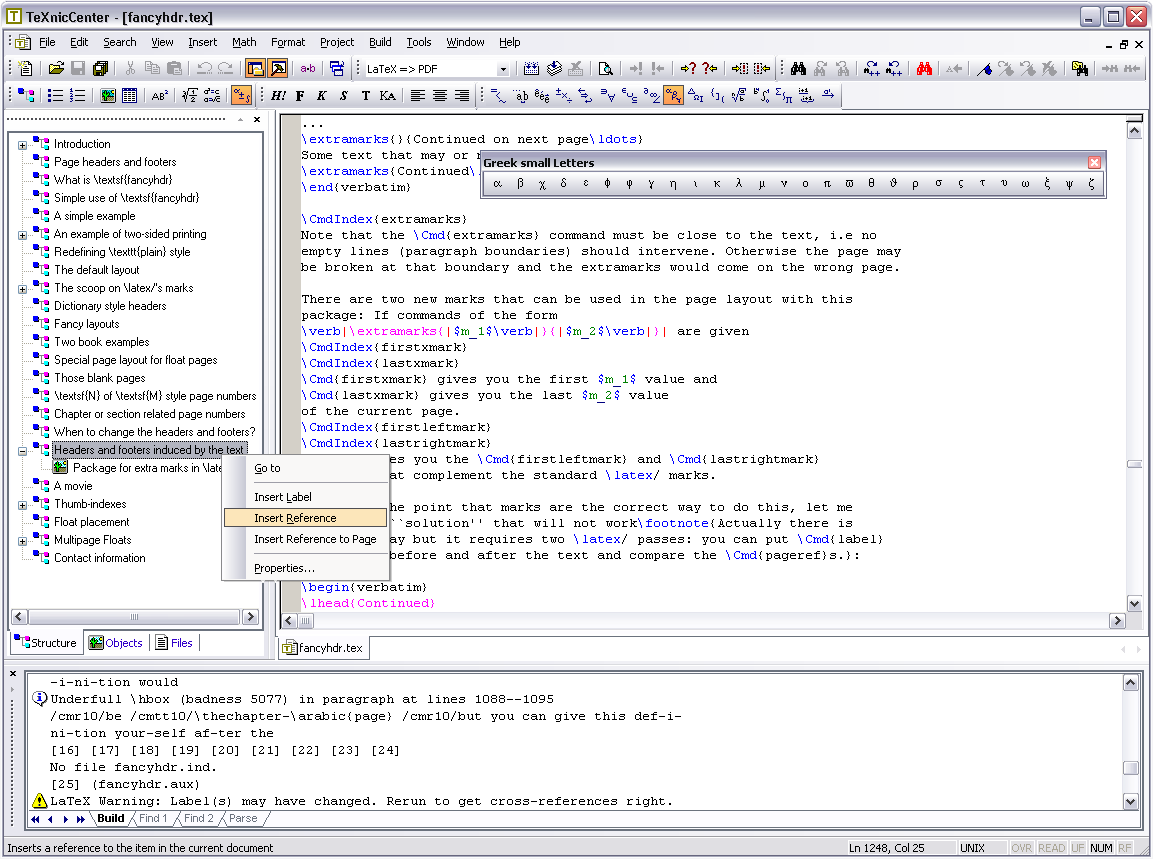 TeXnicCenter - [fancyhdr.tex]
File Edit Search View Insert Math Format Project Build Tools Window Help
LaTeX => PDF
H! F K S T KA
Introduction
Page headers and footers
What is \textsf{fancyhdr}
Simple use of \textsf{fancyhdr}
A simple example
An example of two-sided printing
Redefining \texttt{plain} style
The default layout
The scoop on \latex/'s marks
Dictionary style headers
Fancy layouts
Two book examples
Special page layout for float pages
Those blank pages
\textsf{N} of \textsf{M} style page numbers
Chapter or section related page numbers
When to change the headers and footers?
Headers and footers induced by the text
Package for extra marks in \late
A movie
Thumb-indexes
Float placement
Multipage Floats
Contact information
Structure Objects Files
Go to
Insert Label
Insert Reference
Insert Reference to Page
Properties...
...
\extramarks{}{Continued on next page\ldots}
Some text that may or
\extramarks{Continued\
\end{verbatim}
Greek small Letters
α β χ δ ε ϕ φ γ η ι κ λ μ ν ο π ϖ θ ϑ ρ σ ς τ υ ω ξ ψ ζ
\CmdIndex{extramarks}
Note that the \Cmd{extramarks} command must be close to the text, i.e no
empty lines (paragraph boundaries) should intervene. Otherwise the page may
be broken at that boundary and the extramarks would come on the wrong page.
There are two new marks that can be used in the page layout with this
package: If commands of the form
\verb|\extramarks{|$m_1$\verb|}{|$m_2$\verb|}| are given
\CmdIndex{firstxmark}
\CmdIndex{lastxmark}
\Cmd{firstxmark} gives you the first $m_1$ value and
\Cmd{lastxmark} gives you the last $m_2$ value
of the current page.
\CmdIndex{firstleftmark}
\CmdIndex{lastrightmark}
es you the \Cmd{firstleftmark} and \Cmd{lastrightmark}
at complement the standard \latex/ marks.
the point that marks are the correct way to do this, let me
``solution'' that will not work\footnote{Actually there is
ay but it requires two \latex/ passes: you can put \Cmd{label}
before and after the text and compare the \Cmd{pageref}s.}:
\begin{verbatim}
\lhead{Continued}
fancyhdr.tex
-i-ni-tion would
Underfull \hbox (badness 5077) in paragraph at lines 1088--1095
/cmr10/be /cmtt10/\thechapter-\arabic{page} /cmr10/but you can give this def-i-
ni-tion your-self af-ter the
[16] [17] [18] [19] [20] [21] [22] [23] [24]
No file fancyhdr.ind.
[25] (fancyhdr.aux)
LaTeX Warning: Label(s) may have changed. Rerun to get cross-references right.
Build Find 1 Find 2 Parse
Inserts a reference to the item in the current document
Ln 1248, Col 25 UNIX OVR READ UF NUM RF